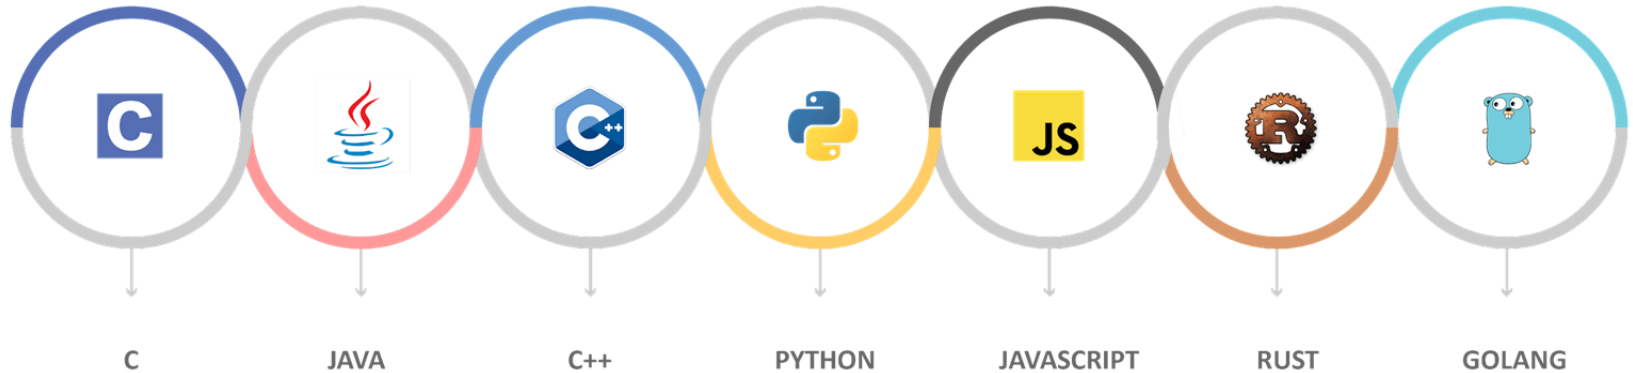 C
C++
JS
R
C
JAVA
C++
PYTHON
JAVASCRIPT
RUST
GOLANG